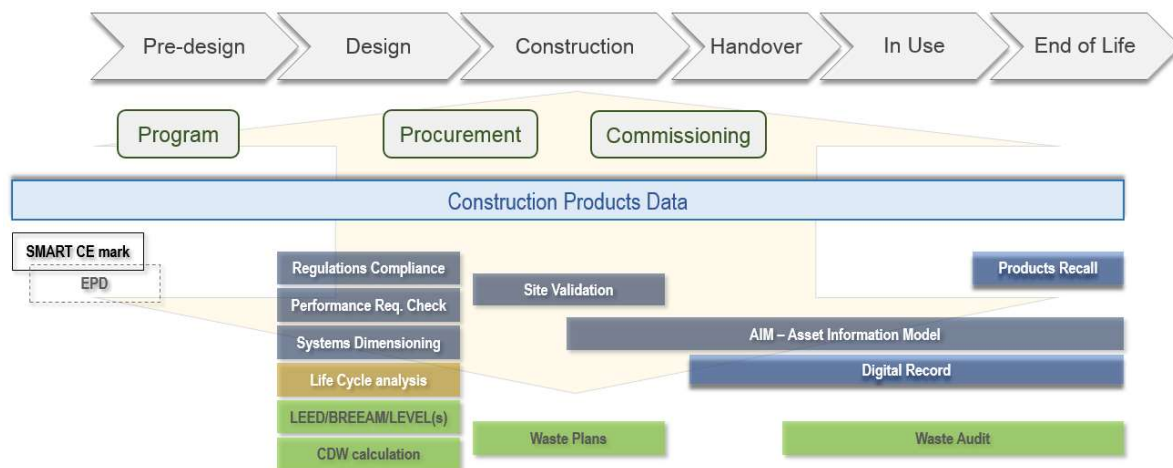 Pre-design
Design
Construction
Handover
In Use
End of Life
Program
Procurement
Commissioning
Construction Products Data
SMART CE mark
EPD
Regulations Compliance
Performance Req. Check
Systems Dimensioning
Life Cycle analysis
LEED/BREEAM/LEVEL(s)
CDW calculation
Site Validation
Waste Plans
Products Recall
AIM – Asset Information Model
Digital Record
Waste Audit